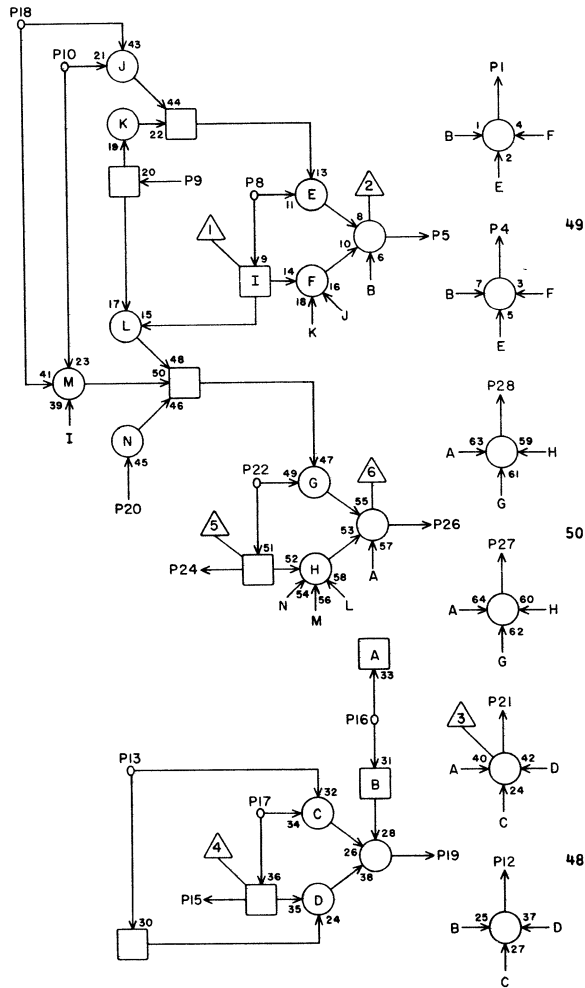 P18
43
P10
21
J
P1
44
K
22
19
1
4
B
F
20
13
2
P9
P8
E
2
E
11
8
1
10
P5
49
9
6
P4
I
14
F
B
16
18
7
3
17
15
J
B
F
L
K
5
48
E
23
50
41
M
P28
39
46
N
I
47
63
59
45
P22
6
A
H
49
G
61
P20
55
G
5
53
P26
50
51
57
P27
52
P24
H
A
58
54
56
64
60
N
L
A
H
M
62
G
A
33
P21
3
P16
P13
31
40
42
A
D
B
24
32
P17
C
C
28
34
4
26
P19
48
38
P12
36
P15
35
D
24
25
37
30
B
D
27
C